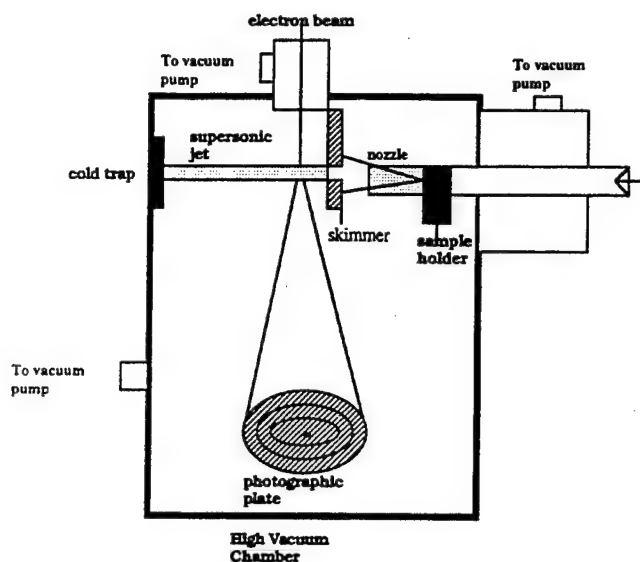 electron beam
To vacuum
pump
To vacuum
pump
supersonic
jet
nozzle
cold trap
skimmer
sample
holder
To vacuum
pump
photographic
plate
High Vacuum
Chamber